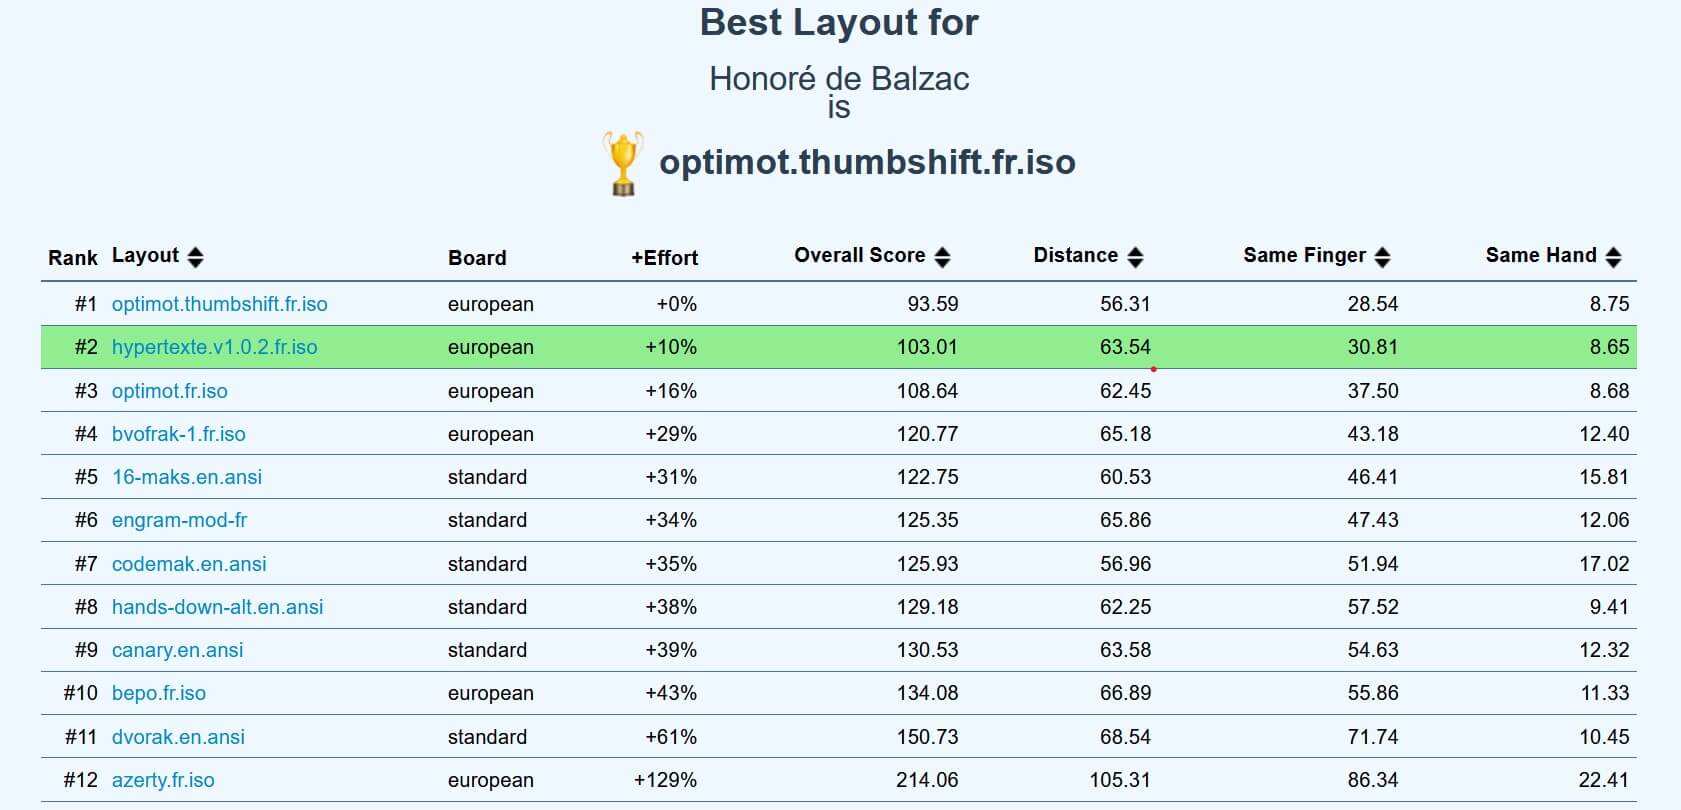 Best Layout for
Honoré de Balzac
is
optimot.thumbshift.fr.iso
Rank Layout Board +Effort Overall Score Distance Same Finger Same Hand
#1 optimot.thumbshift.fr.iso european +0% 93.59 56.31 28.54 8.75
#2 hypertexte.v1.0.2.fr.iso european +10% 103.01 63.54 30.81 8.65
#3 optimot.fr.iso european +16% 108.64 62.45 37.50 8.68
#4 bvofrak-1.fr.iso european +29% 120.77 65.18 43.18 12.40
#5 16-maks.en.ansi standard +31% 122.75 60.53 46.41 15.81
#6 engram-mod-fr standard +34% 125.35 65.86 47.43 12.06
#7 codemak.en.ansi standard +35% 125.93 56.96 51.94 17.02
#8 hands-down-alt.en.ansi standard +38% 129.18 62.25 57.52 9.41
#9 canary.en.ansi standard +39% 130.53 63.58 54.63 12.32
#10 bepo.fr.iso european +43% 134.08 66.89 55.86 11.33
#11 dvorak.en.ansi standard +61% 150.73 68.54 71.74 10.45
#12 azerty.fr.iso european +129% 214.06 105.31 86.34 22.41